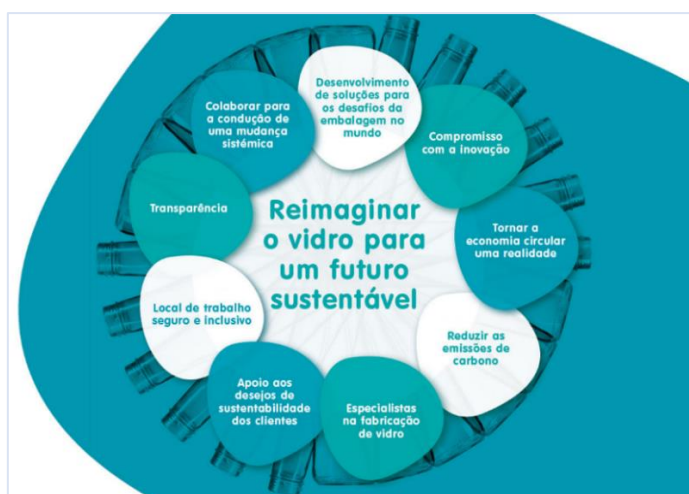 Desenvolvimento
de soluções para
os desafios da
embalagem no
mundo
Compromisso
com a inovação
Tornar a
economia circular
uma realidade
Reduzir as
emissões de
carbono
Especialistas
na fabricação
de vidro
Apoio aos
desejos de
sustentabilidade
dos clientes
Local de trabalho
seguro e inclusivo
Transparência
Colaborar para
a condução de
uma mudança
sistémica
Reimaginar
o vidro para
um futuro
sustentável